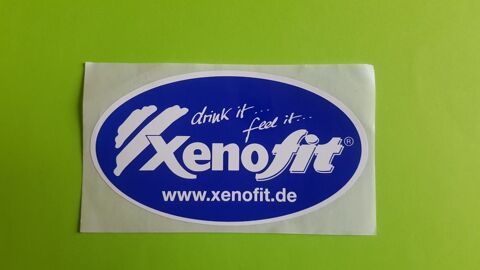 drink it...
feel it...
Xenofit®
www.xenofit.de